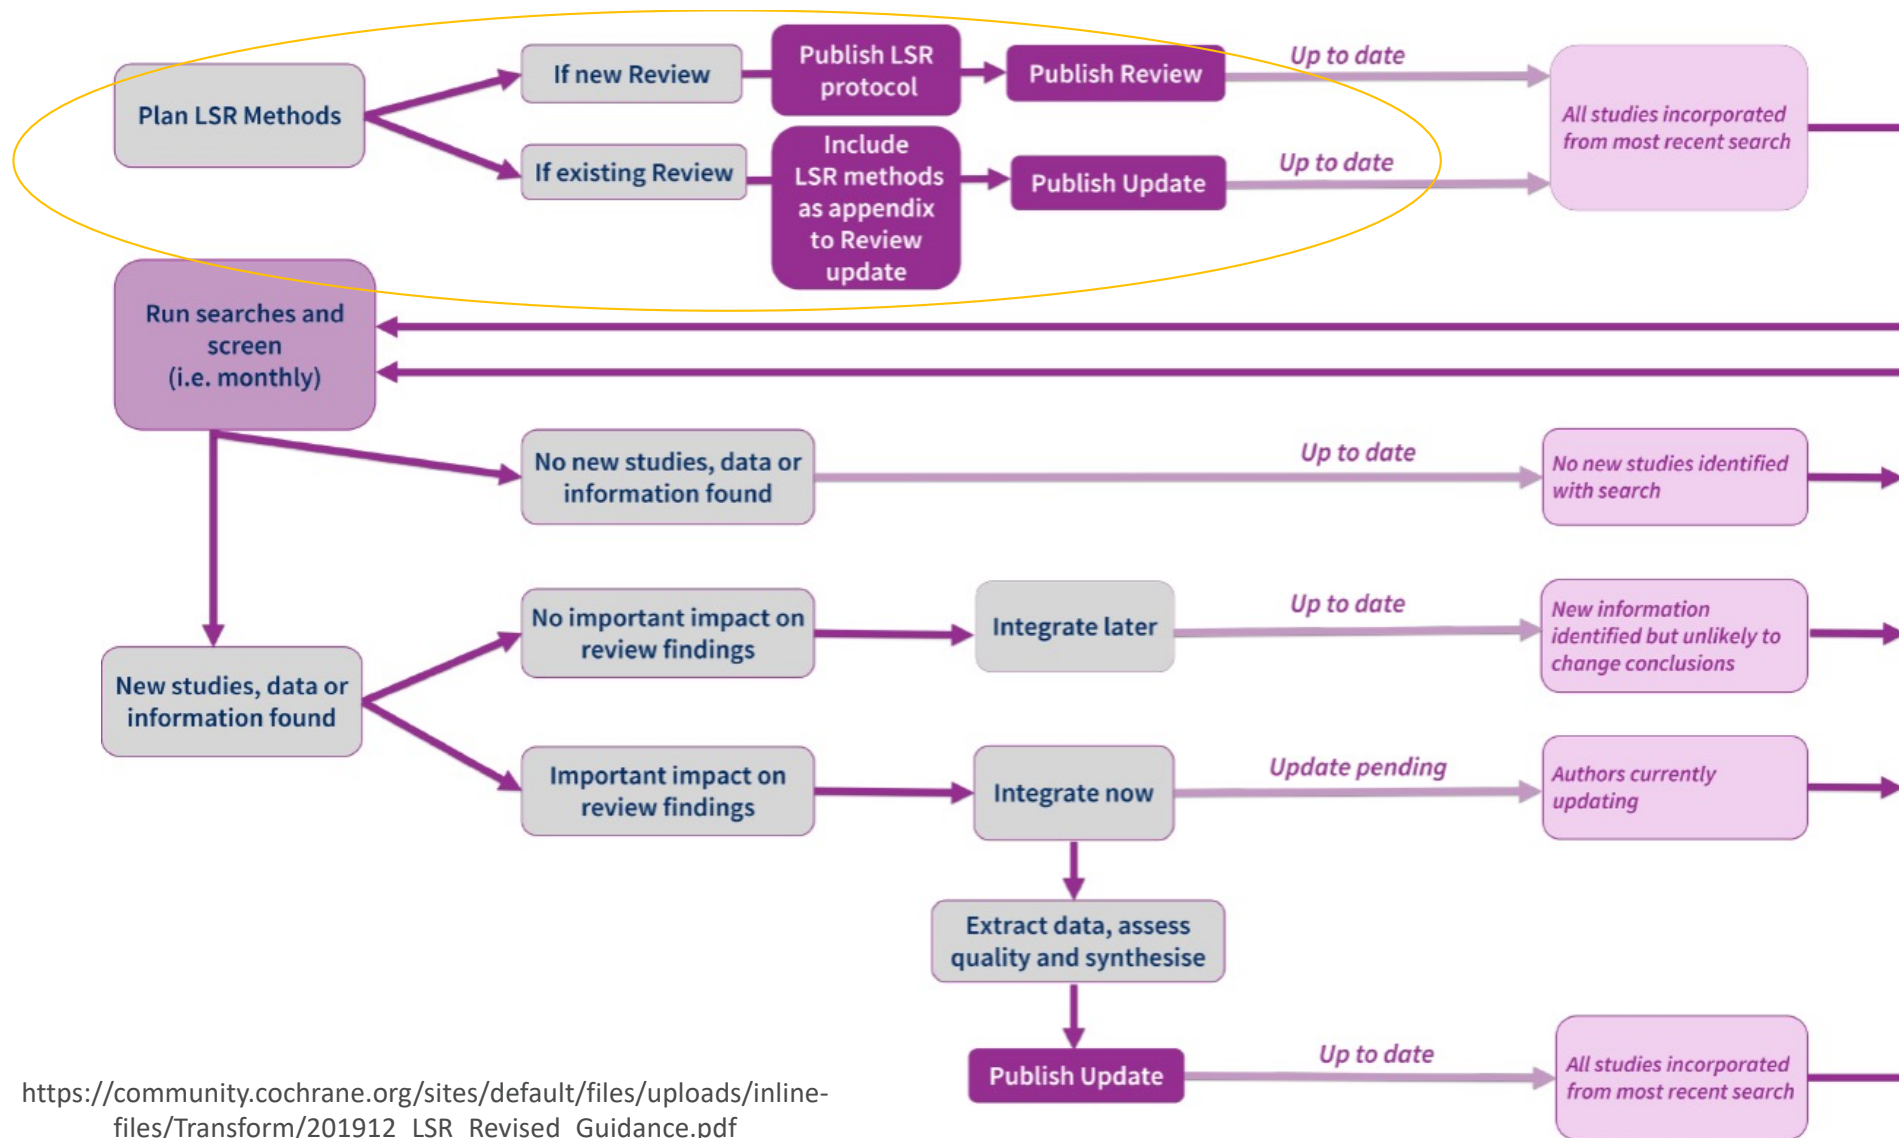 Plan LSR Methods
If new Review
Publish LSR
protocol
Publish Review
Up to date
All studies incorporated
from most recent search
If existing Review
Include
LSR methods
as appendix
to Review
update
Publish Update
Up to date
Run searches and
screen
(i.e. monthly)
No new studies, data or
information found
Up to date
No new studies identified
with search
New studies, data or
information found
No important impact on
review findings
Integrate later
Up to date
New information
identified but unlikely to
change conclusions
Important impact on
review findings
Integrate now
Update pending
Authors currently
updating
Extract data, assess
quality and synthesise
Publish Update
Up to date
All studies incorporated
from most recent search
https://community.cochrane.org/sites/default/files/uploads/inline-
files/Transform/201912_LSR_Revised_Guidance.pdf